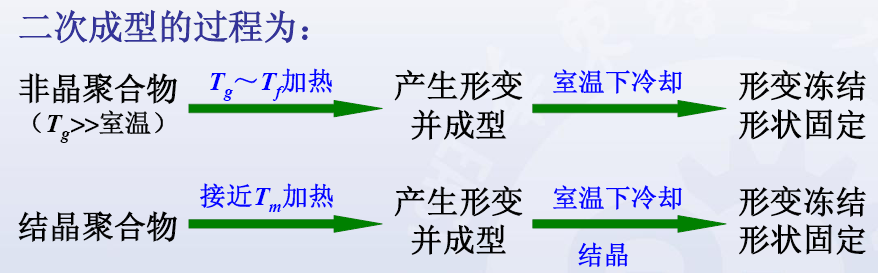 二次成型的过程为：
非晶聚合物
（Tg>>室温）
Tg～Tf加热
产生形变
并成型
室温下冷却
形变冻结
形状固定
结晶聚合物
接近Tm加热
产生形变
并成型
室温下冷却
结晶
形变冻结
形状固定